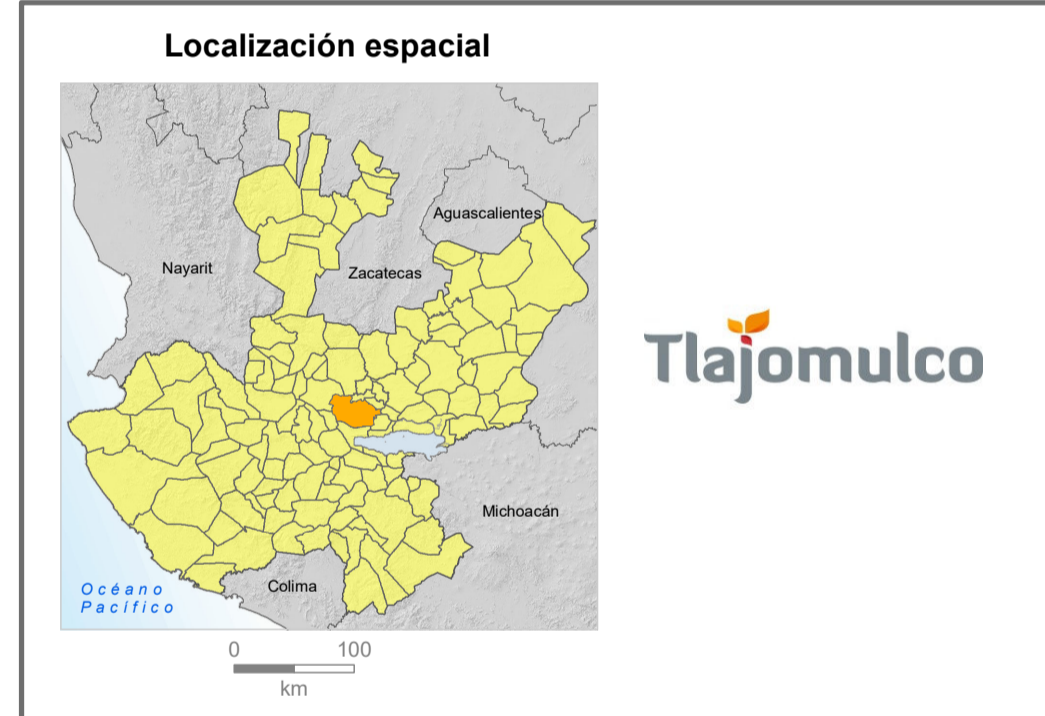 Localización espacial
Aguascalientes
Nayarit
Zacatecas
Tlajomulco
Michoacán
Colima
Océano
Pacífico
0 100
km